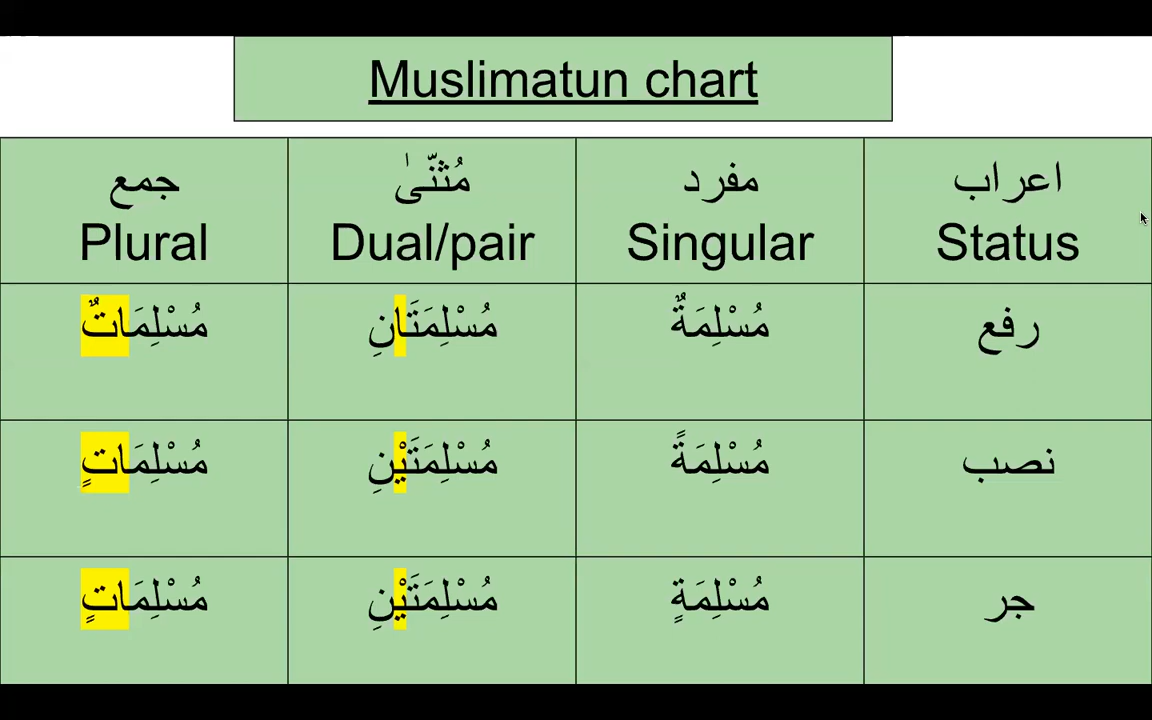 Muslimatun chart
اعراب
Status
مفرد
Singular
مُثنّىٰ
Dual/pair
جمع
Plural
رفع
مُسْلِمَةٌ
مُسْلِمَتَانِ
مُسْلِمَاتٌ
نصب
مُسْلِمَةً
مُسْلِمَتَيْنِ
مُسْلِمَاتٍ
جر
مُسْلِمَةٍ
مُسْلِمَتَيْنِ
مُسْلِمَاتٍ